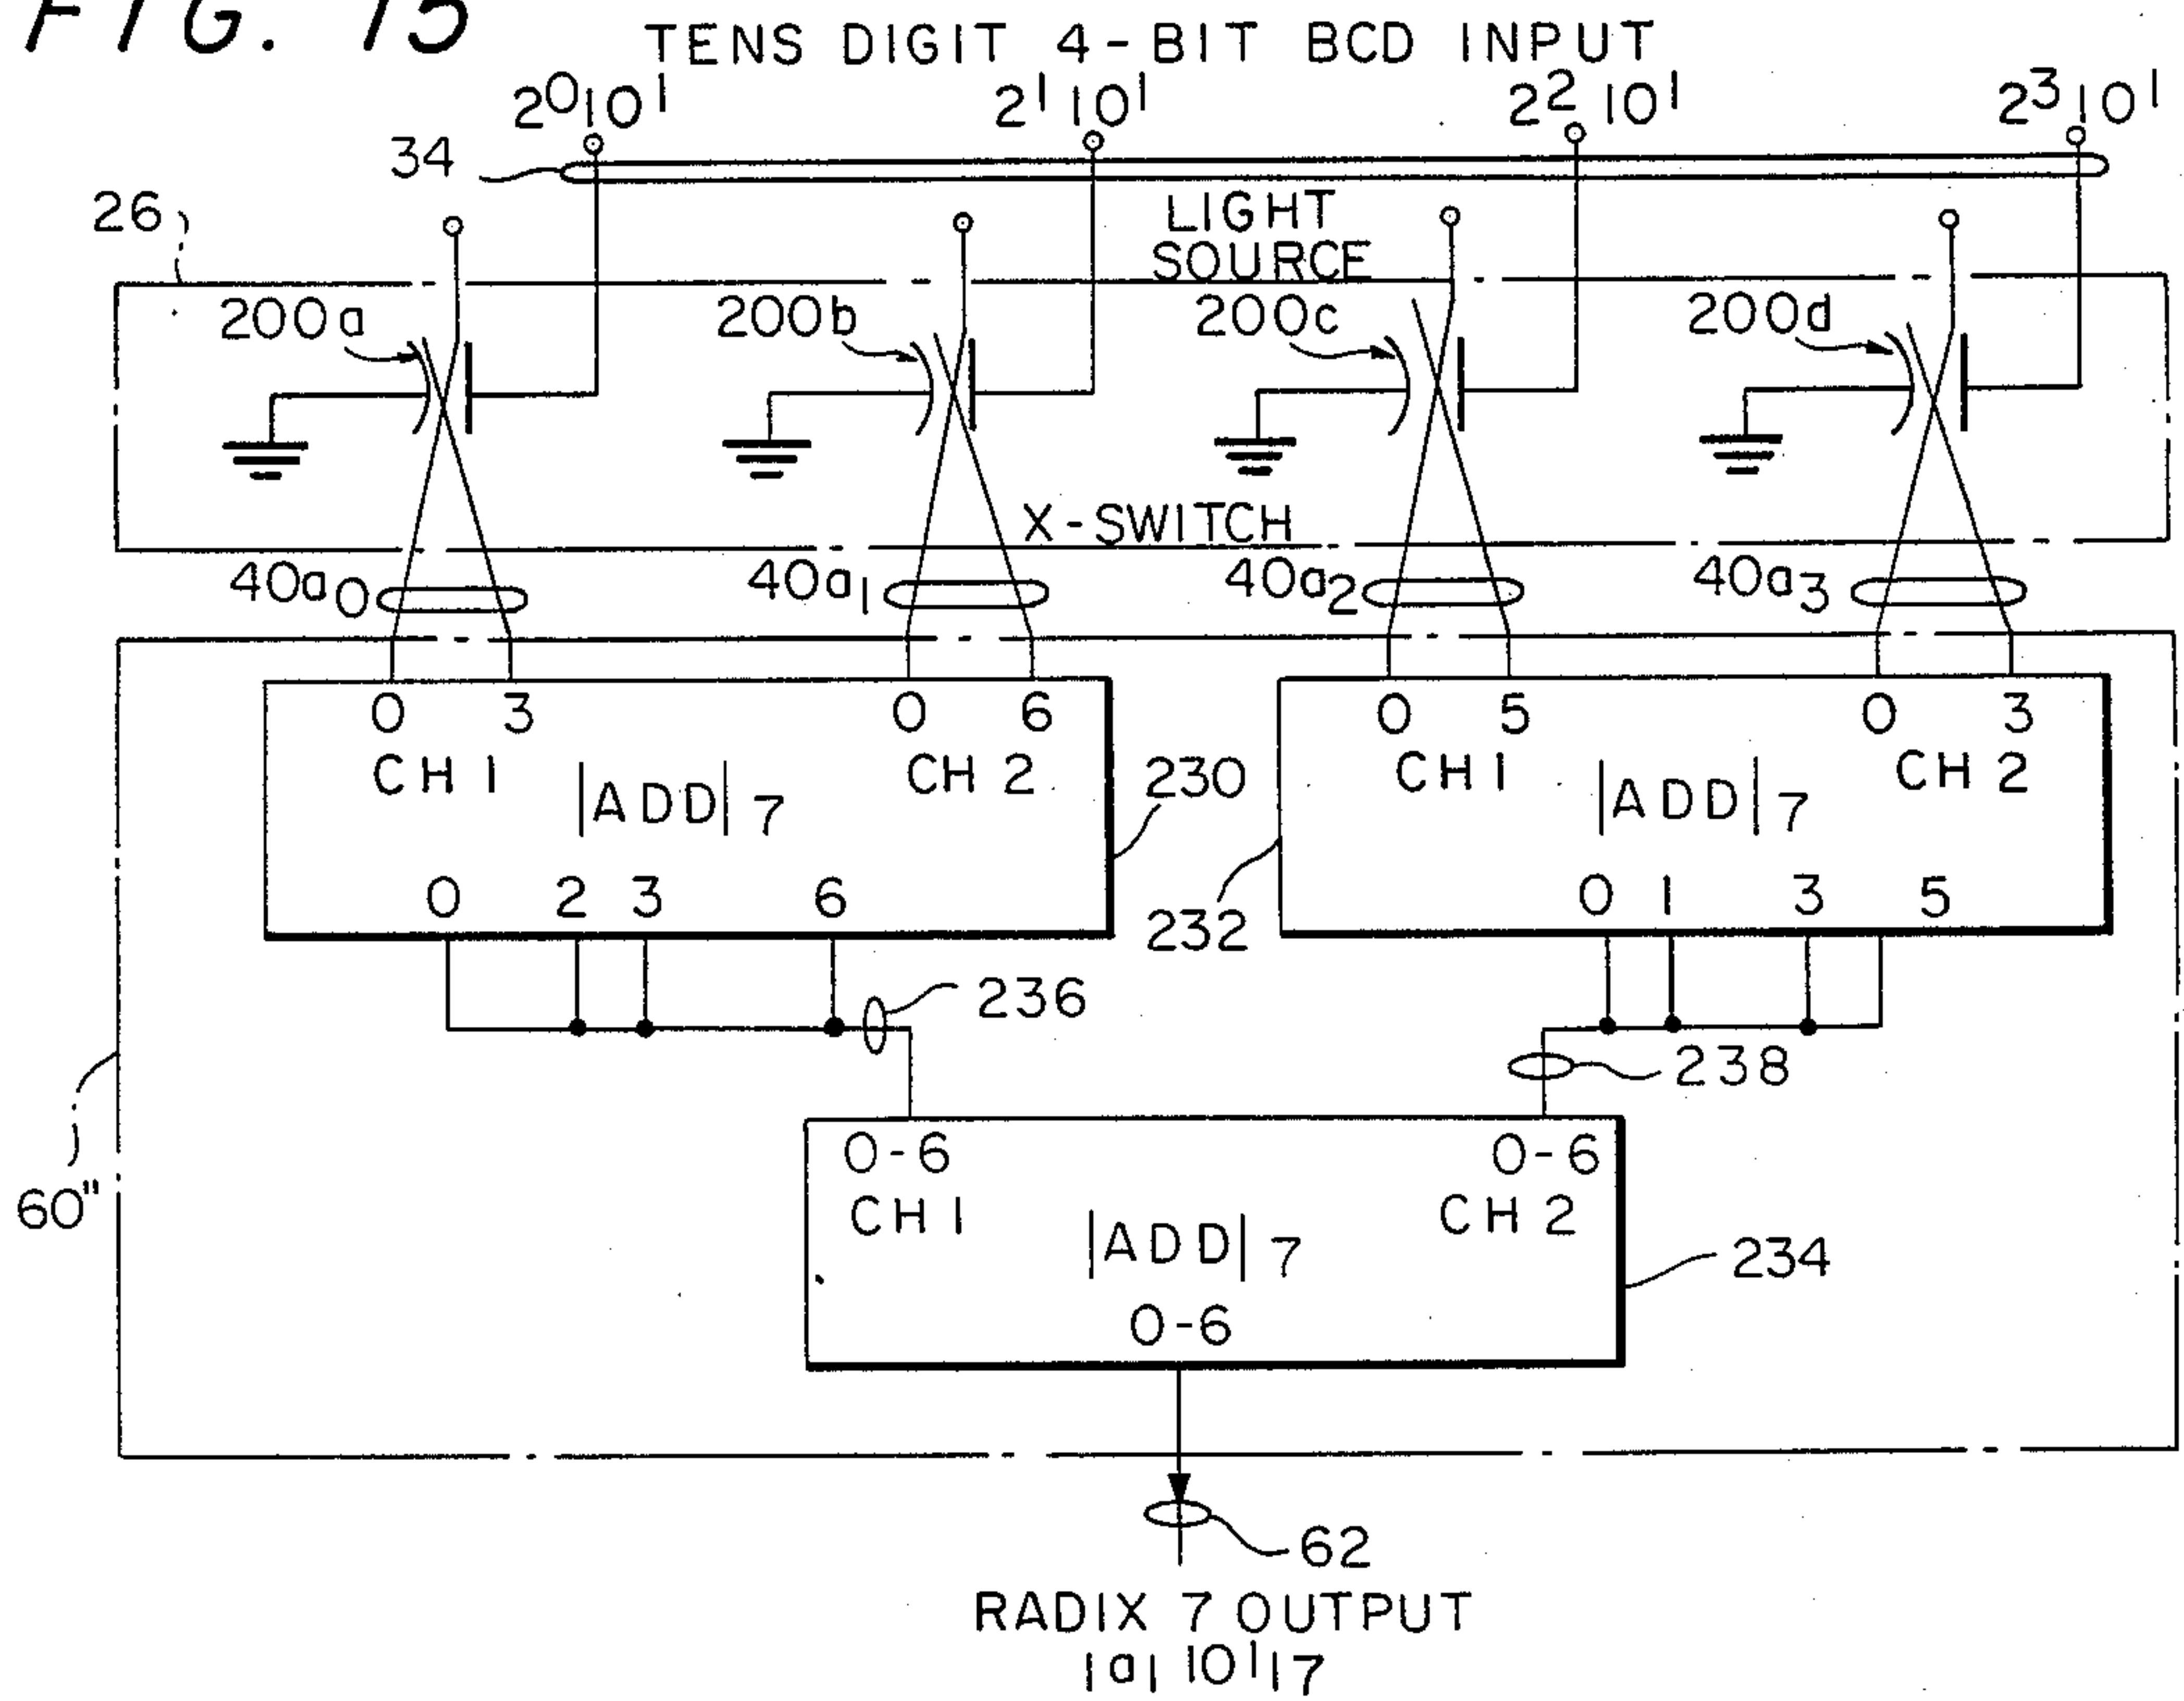 FIG. 15
TENS DIGIT 4-BIT BCD INPUT
2⁰10¹ 2¹10¹ 2²10¹ 2³10¹
34
26
LIGHT
SOURCE
200a 200b 200c 200d
X-SWITCH
40a₀ 40a₁ 40a₂ 40a₃
0 3 0 6 0 5 0 3
CH 1 CH 2 CH 1 CH 2
|ADD|₇ 230 |ADD|₇
0 2 3 6 0 1 3 5
232
236
238
0-6 0-6
60"
CH 1 CH 2
|ADD|₇
234
0-6
62
RADIX 7 OUTPUT
|a| 10¹|7